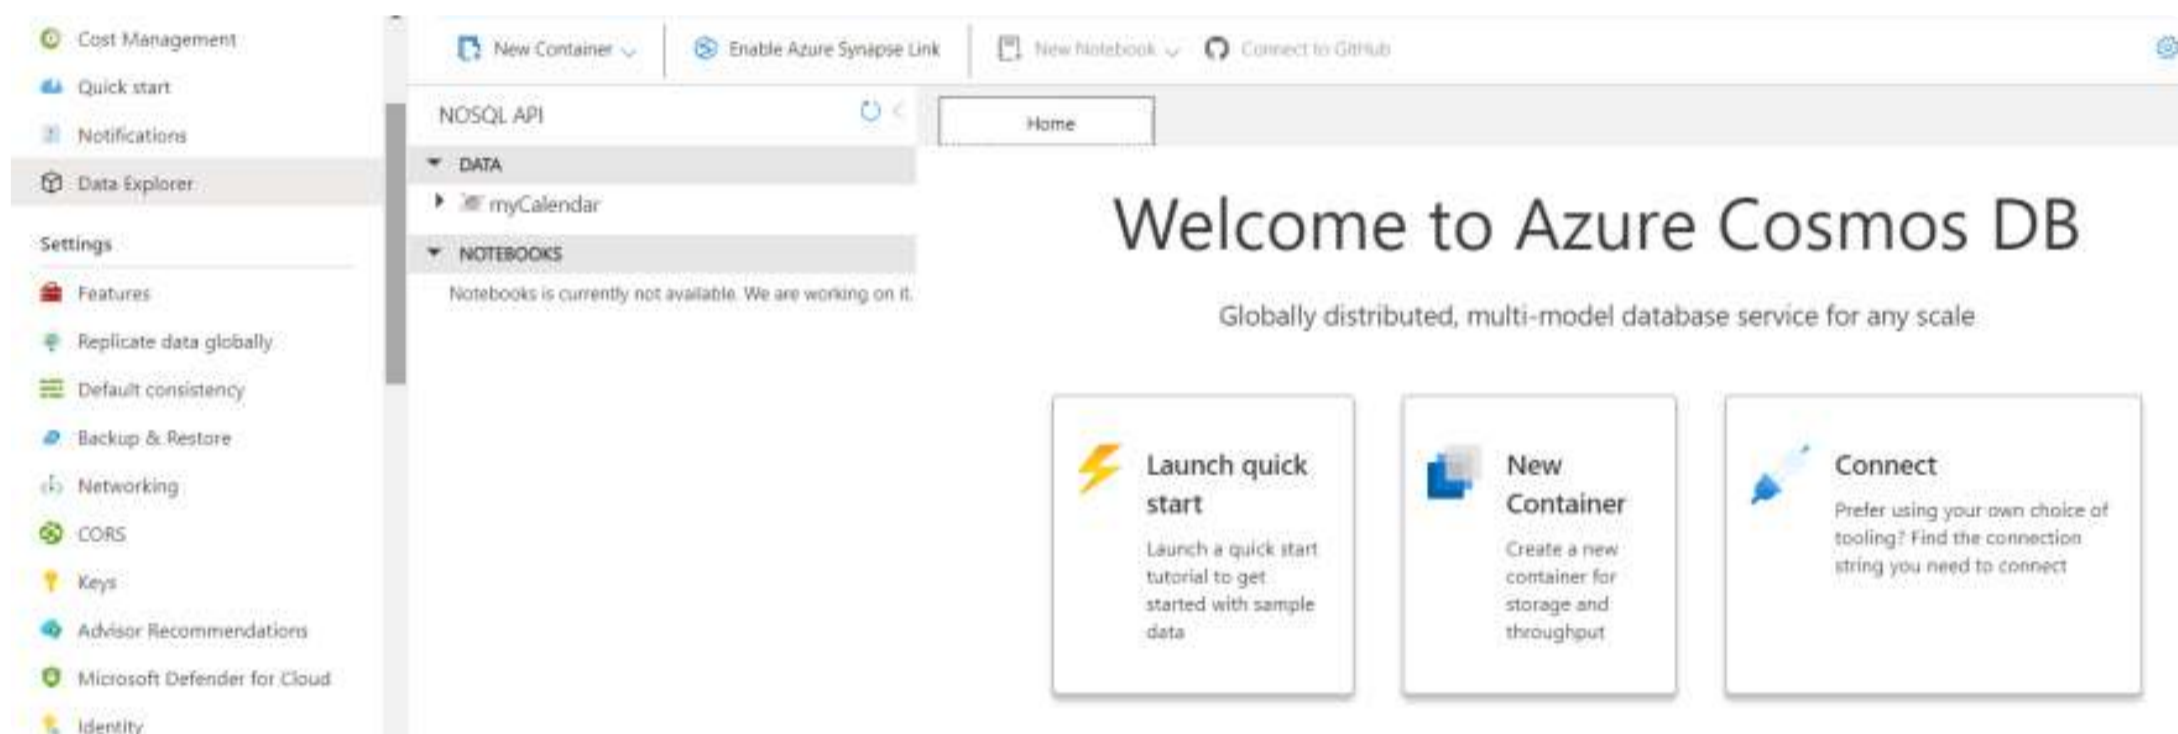 Cost Management
Quick start
Notifications
Data Explorer
Settings
Features
Replicate data globally
Default consistency
Backup & Restore
Networking
CORS
Keys
Advisor Recommendations
Microsoft Defender for Cloud
Identity
New Container
Enable Azure Synapse Link
New Notebook
Connect to GitHub
NOSQL API
DATA
myCalendar
NOTEBOOKS
Notebooks is currently not available. We are working on it.
Home
Welcome to Azure Cosmos DB
Globally distributed, multi-model database service for any scale
Launch quick
start
Launch a quick start
tutorial to get
started with sample
data
New
Container
Create a new
container for
storage and
throughput
Connect
Prefer using your own choice of
tooling? Find the connection
string you need to connect